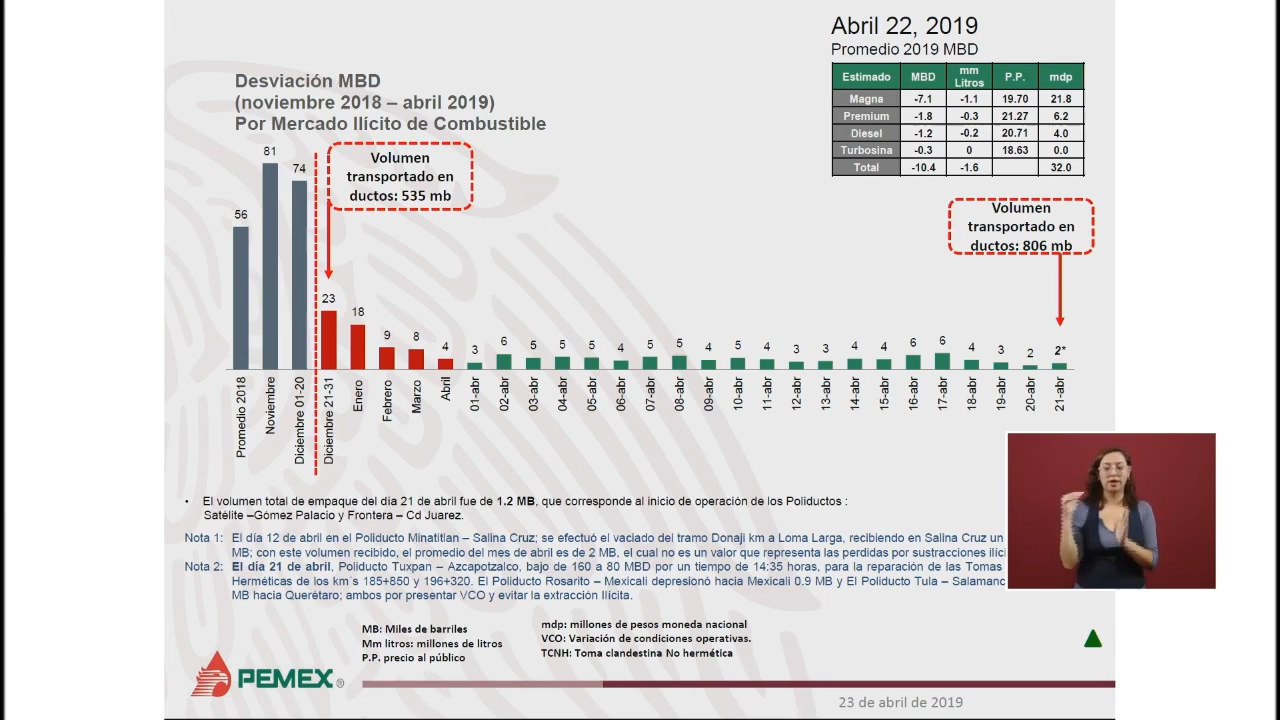 Abril 22, 2019
Promedio 2019 MBD
Estimado MBD mm Litros P.P. mdp
Magna -7.1 -1.1 19.70 21.8
Premium -1.8 -0.3 21.27 6.2
Diesel -1.2 -0.2 20.71 4.0
Turbosina -0.3 0 18.63 0.0
Total -10.4 -1.6 32.0
Desviación MBD
(noviembre 2018 – abril 2019)
Por Mercado Ilícito de Combustible
Volumen
transportado en
ductos: 535 mb
Volumen
transportado en
ductos: 806 mb
56 81 74 23 18 9 8 4 3 6 5 5 5 4 5 5 4 5 4 3 3 4 4 6 6 4 3 2 2*
Promedio 2018
Noviembre
Diciembre 01-20
Diciembre 21-31
Enero
Febrero
Marzo
Abril
01-abr
02-abr
03-abr
04-abr
05-abr
06-abr
07-abr
08-abr
09-abr
10-abr
11-abr
12-abr
13-abr
14-abr
15-abr
16-abr
17-abr
18-abr
19-abr
20-abr
21-abr
• El volumen total de empaque del día 21 de abril fue de 1.2 MB, que corresponde al inicio de operación de los Poliductos :
Satélite –Gómez Palacio y Frontera – Cd Juarez.
Nota 1: El día 12 de abril en el Poliducto Minatitlan – Salina Cruz; se efectuó el vaciado del tramo Donaji km a Loma Larga, recibiendo en Salina Cruz un
MB; con este volumen recibido, el promedio del mes de abril es de 2 MB, el cual no es un valor que representa las perdidas por sustracciones ilíci
Nota 2: El día 21 de abril, Poliducto Tuxpan – Azcapotzalco, bajo de 160 a 80 MBD por un tiempo de 14:35 horas, para la reparación de las Tomas
Herméticas de los km´s 185+850 y 196+320. El Poliducto Rosarito – Mexicali depresionó hacia Mexicali 0.9 MB y El Poliducto Tula – Salamanc
MB hacia Querétaro; ambos por presentar VCO y evitar la extracción Ilícita.
MB: Miles de barriles
Mm litros: millones de litros
P.P. precio al público
mdp: millones de pesos moneda nacional
VCO: Variación de condiciones operativas.
TCNH: Toma clandestina No hermética
PEMEX®
23 de abril de 2019